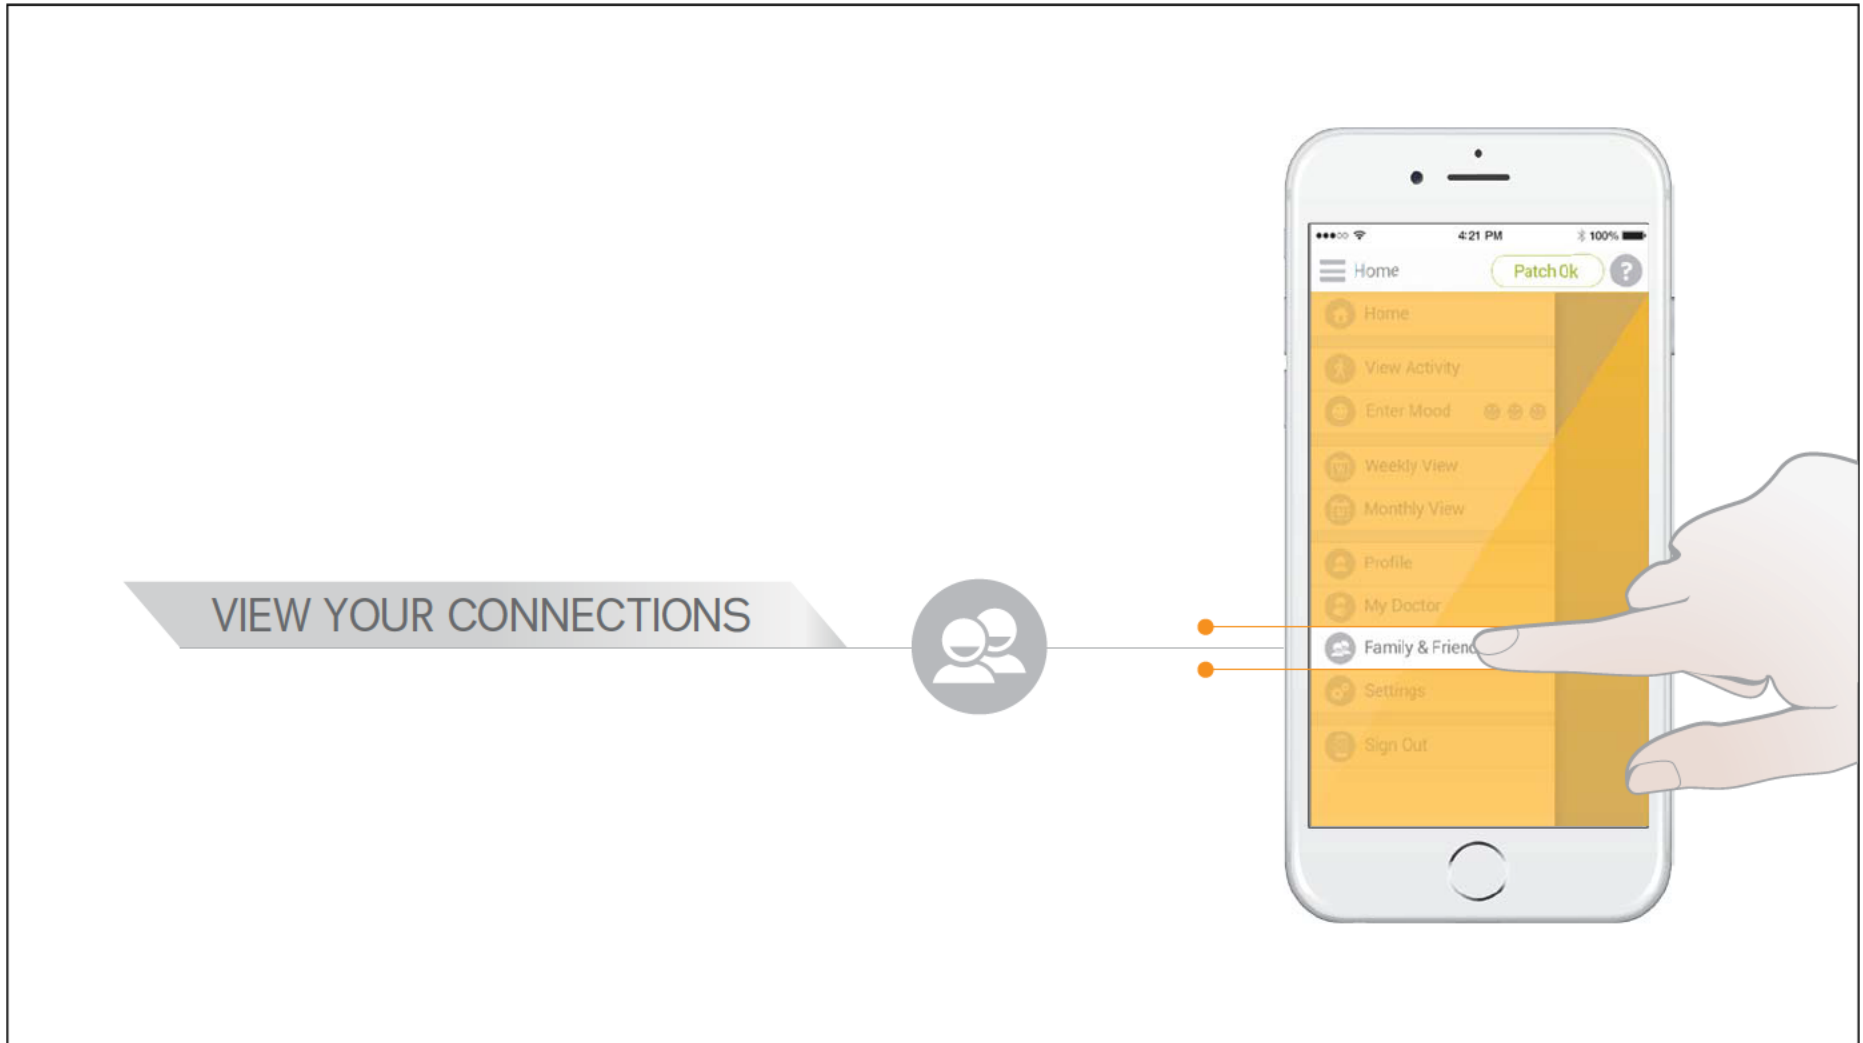 4:21 PM
100%
Home
Patch Ok
?
Home
View Activity
Enter Mood
Weekly View
Monthly View
Profile
My Doctor
VIEW YOUR CONNECTIONS
Family & Friend
Settings
Sign Out